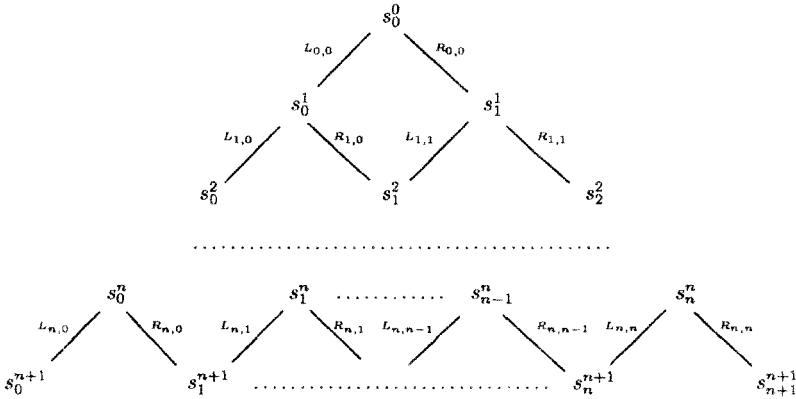 s_0^0
L_{0,0} R_{0,0}
s_0^1 s_1^1
L_{1,0} R_{1,0} L_{1,1} R_{1,1}
s_0^2 s_1^2 s_2^2
s_0^n s_1^n s_{n-1}^n s_n^n
L_{n,0} R_{n,0} L_{n,1} R_{n,1} L_{n,n-1} R_{n,n-1} L_{n,n} R_{n,n}
s_0^{n+1} s_1^{n+1} s_n^{n+1} s_{n+1}^{n+1}